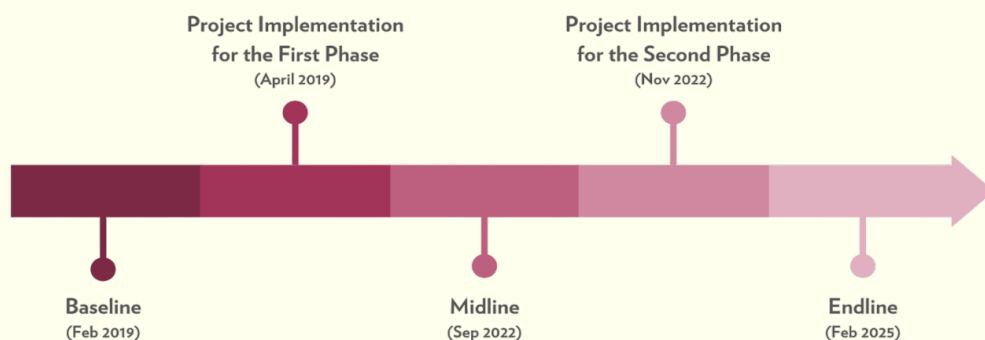 Project Implementation
for the First Phase
(April 2019)
Project Implementation
for the Second Phase
(Nov 2022)
Baseline
(Feb 2019)
Midline
(Sep 2022)
Endline
(Feb 2025)